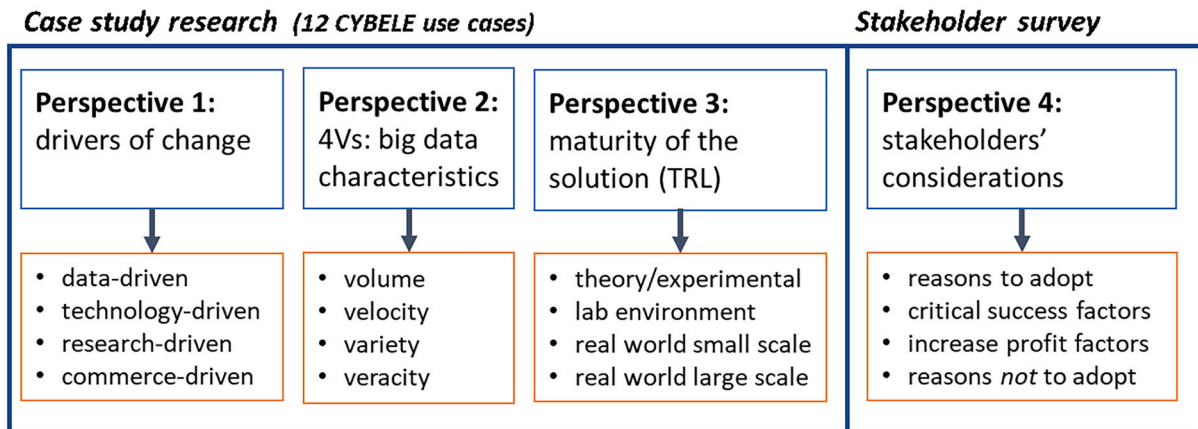 Case study research (12 CYBELE use cases)
Stakeholder survey
Perspective 1:
drivers of change
Perspective 2:
4Vs: big data
characteristics
Perspective 3:
maturity of the
solution (TRL)
Perspective 4:
stakeholders’
considerations
• data-driven
• technology-driven
• research-driven
• commerce-driven
• volume
• velocity
• variety
• veracity
• theory/experimental
• lab environment
• real world small scale
• real world large scale
• reasons to adopt
• critical success factors
• increase profit factors
• reasons not to adopt